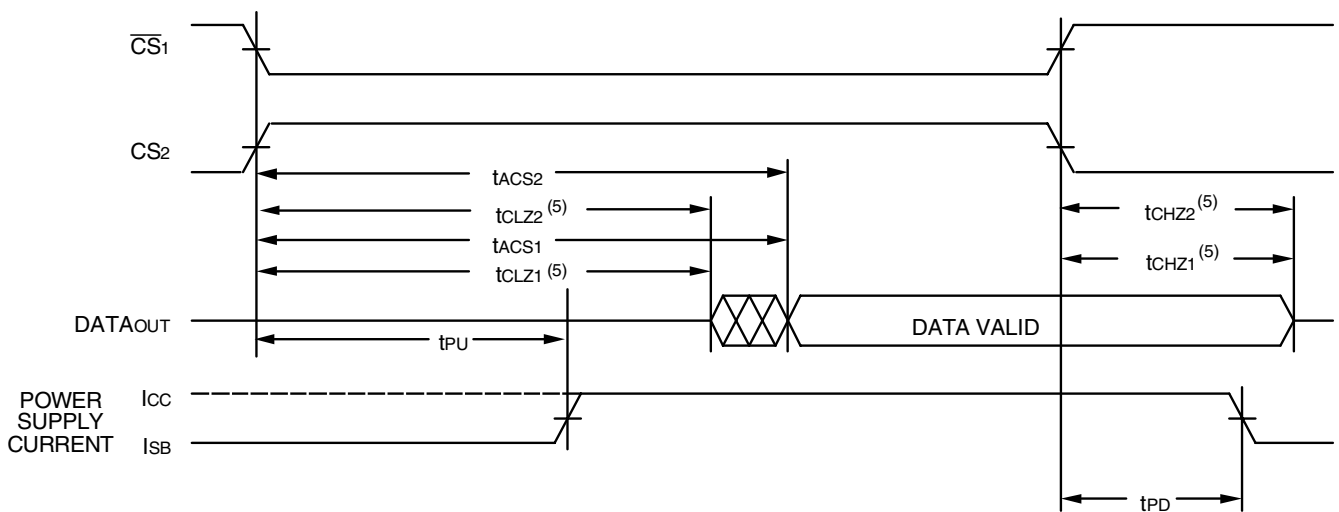 CS1
CS2
tACS2
tCLZ2 (5)
tACS1
tCLZ1 (5)
tCHZ2 (5)
tCHZ1 (5)
DATAOUT
DATA VALID
tPU
POWER
SUPPLY
CURRENT
ICC
ISB
tPD